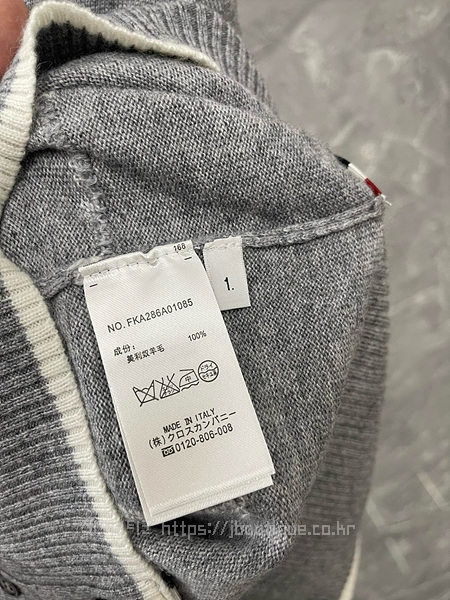 168
1.
NO. FKA286A01085
成份：
美利奴羊毛 100%
MADE IN ITALY
(株)クロスカンパニー
0120-806-008
https://jboutique.co.kr